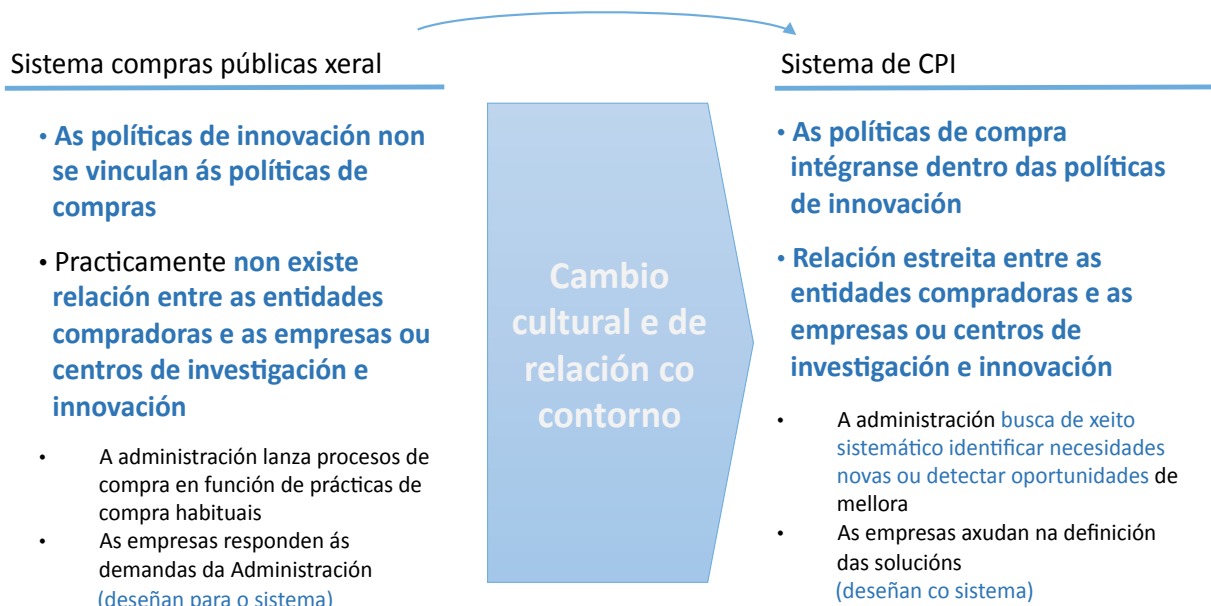 Sistema compras públicas xeral
• As políticas de innovación non
se vinculan ás políticas de
compras
• Practicamente non existe
relación entre as entidades
compradoras e as empresas ou
centros de investigación e
innovación
• A administración lanza procesos de
compra en función de prácticas de
compra habituais
• As empresas responden ás
demandas da Administración
(deseñan para o sistema)
Cambio
cultural e de
relación co
contorno
Sistema de CPI
• As políticas de compra
intégranse dentro das políticas
de innovación
• Relación estreita entre as
entidades compradoras e as
empresas ou centros de
investigación e innovación
• A administración busca de xeito
sistemático identificar necesidades
novas ou detectar oportunidades de
mellora
• As empresas axudan na definición
das solucións
(deseñan co sistema)